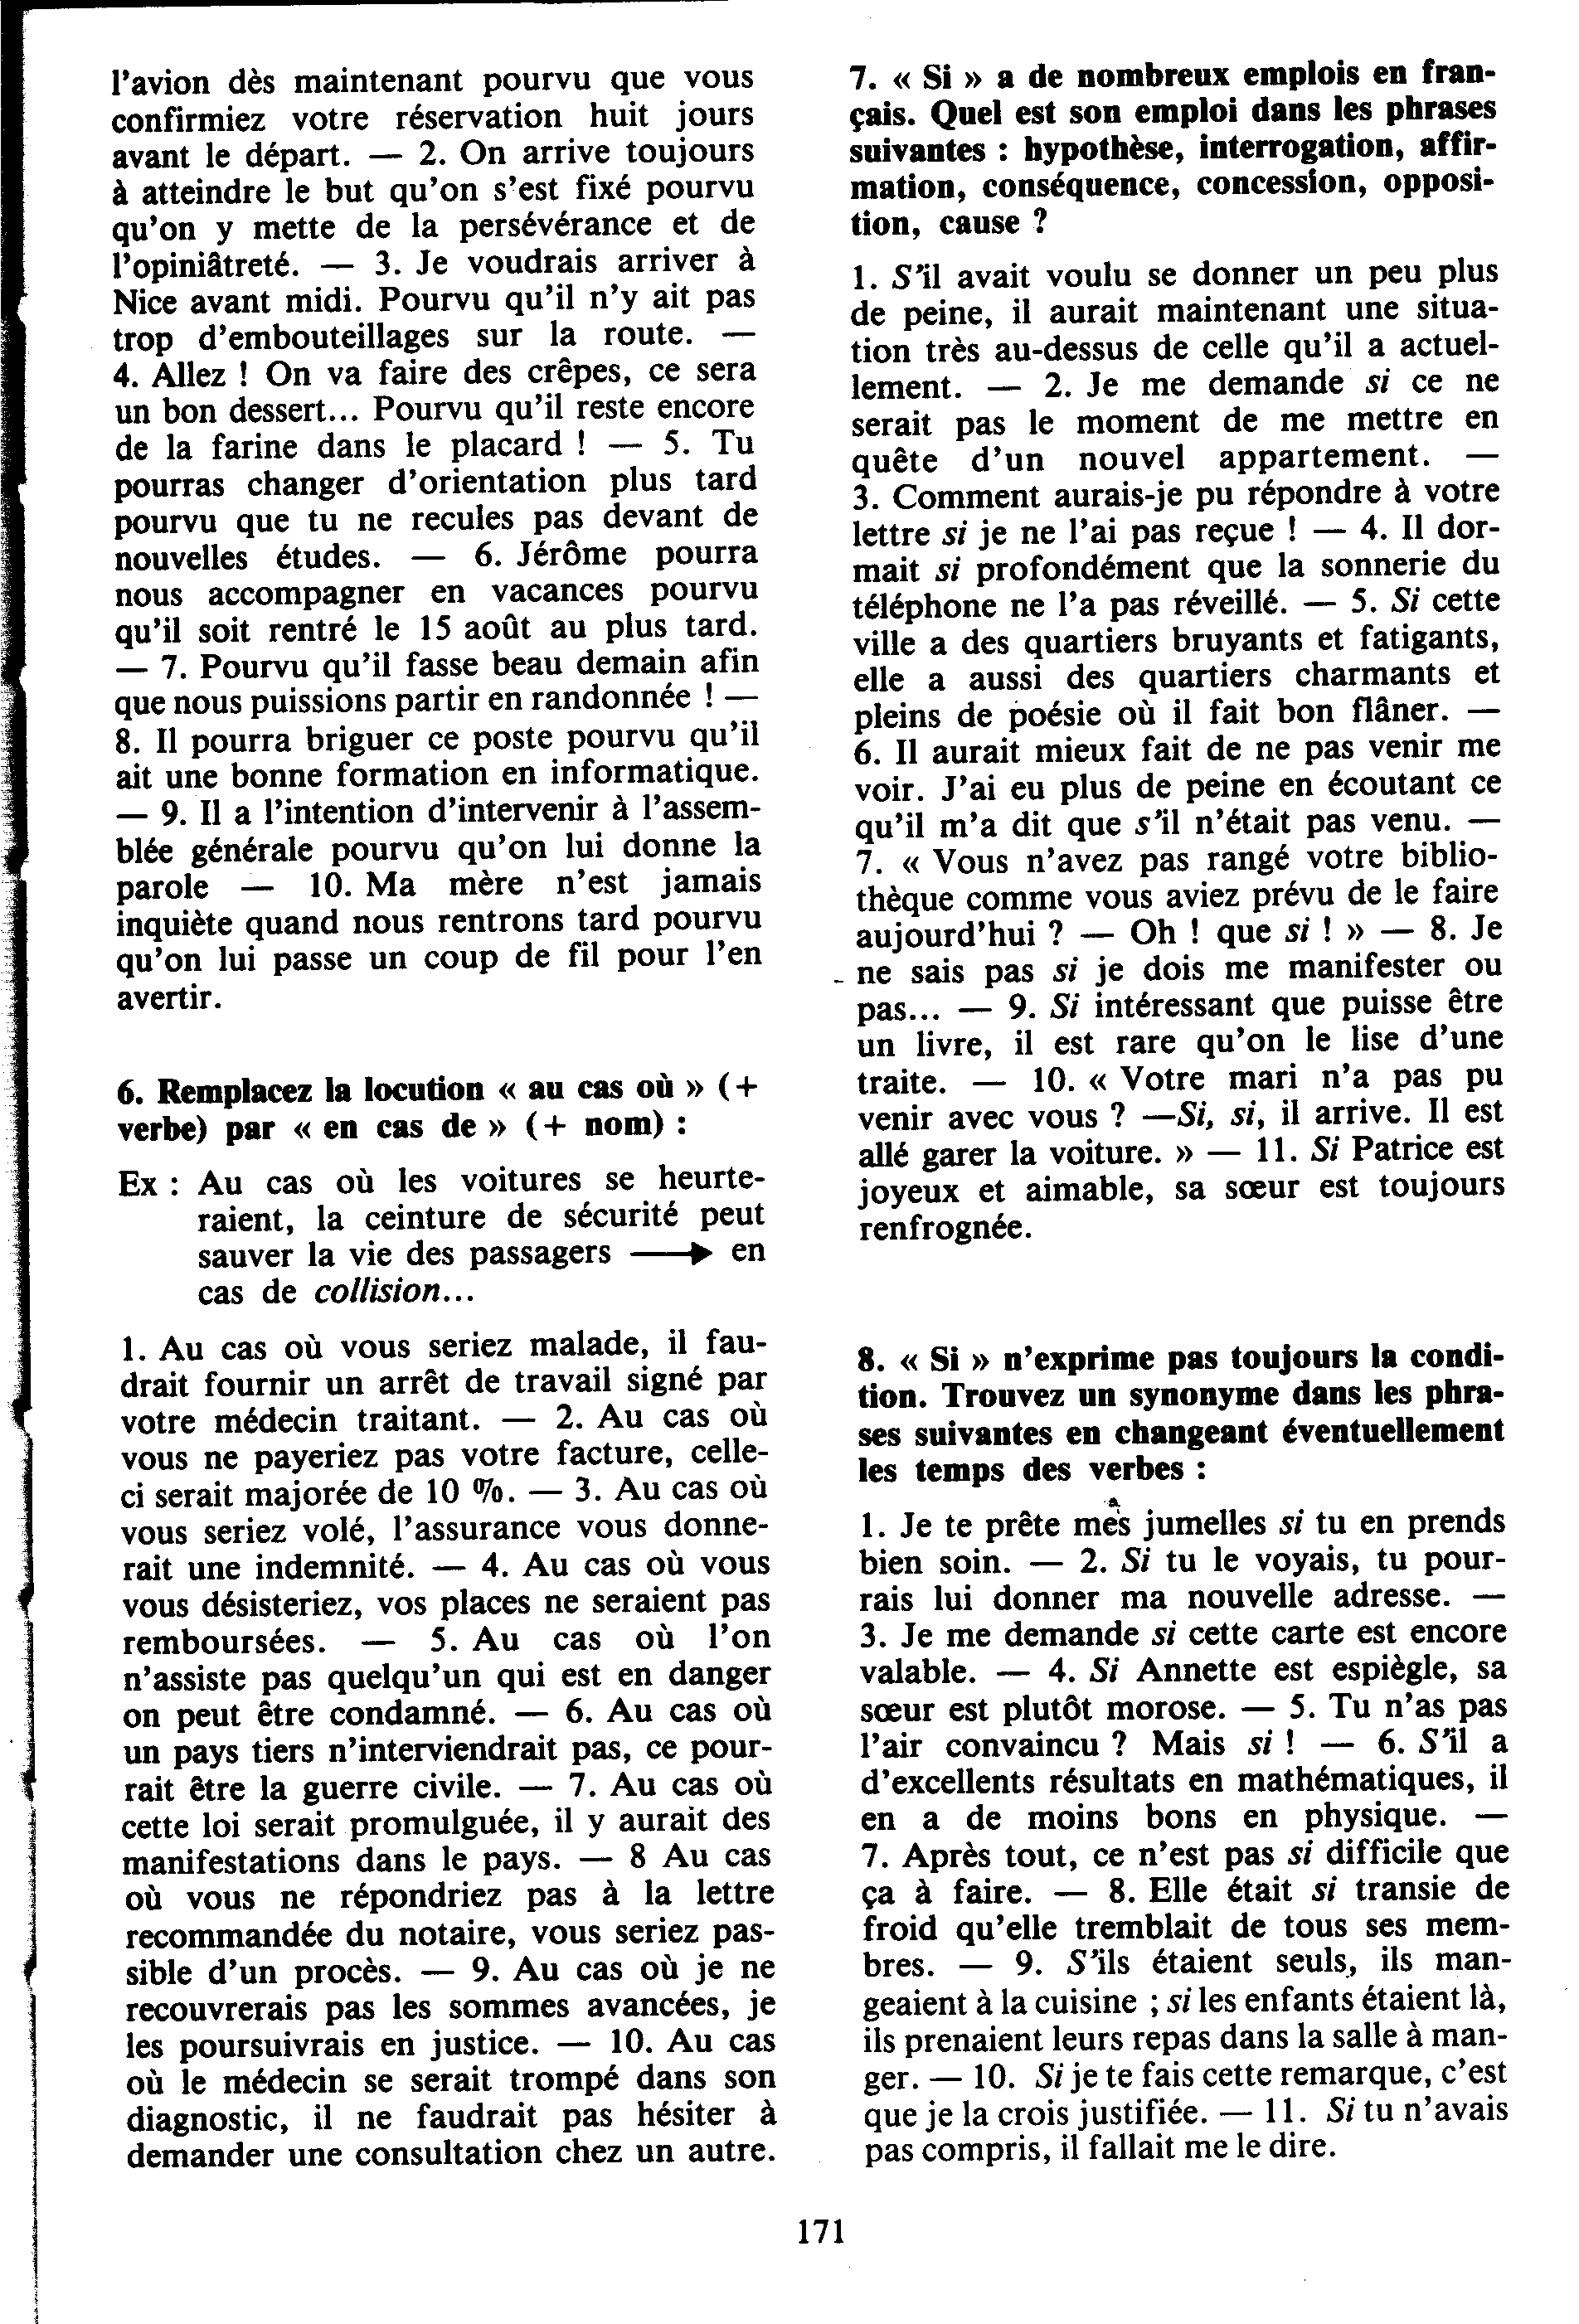 l'avion dès maintenant pourvu que vous
confirmiez votre réservation huit jours
avant le départ. — 2. On arrive toujours
à atteindre le but qu'on s'est fixé pourvu
qu'on y mette de la persévérance et de
l'opiniâtreté. — 3. Je voudrais arriver à
Nice avant midi. Pourvu qu'il n'y ait pas
trop d'embouteillages sur la route. —
4. Allez ! On va faire des crêpes, ce sera
un bon dessert... Pourvu qu'il reste encore
de la farine dans le placard ! — 5. Tu
pourras changer d'orientation plus tard
pourvu que tu ne recules pas devant de
nouvelles études. — 6. Jérôme pourra
nous accompagner en vacances pourvu
qu'il soit rentré le 15 août au plus tard.
— 7. Pourvu qu'il fasse beau demain afin
que nous puissions partir en randonnée ! —
8. Il pourra briguer ce poste pourvu qu'il
ait une bonne formation en informatique.
— 9. Il a l'intention d'intervenir à l'assem-
blée générale pourvu qu'on lui donne la
parole — 10. Ma mère n'est jamais
inquiète quand nous rentrons tard pourvu
qu'on lui passe un coup de fil pour l'en
avertir.
6. Remplacez la locution « au cas où » (+
verbe) par « en cas de » (+ nom) :
Ex : Au cas où les voitures se heurte-
raient, la ceinture de sécurité peut
sauver la vie des passagers → en
cas de collision...
1. Au cas où vous seriez malade, il fau-
drait fournir un arrêt de travail signé par
votre médecin traitant. — 2. Au cas où
vous ne payeriez pas votre facture, celle-
ci serait majorée de 10 %. — 3. Au cas où
vous seriez volé, l'assurance vous donne-
rait une indemnité. — 4. Au cas où vous
vous désisteriez, vos places ne seraient pas
remboursées. — 5. Au cas où l'on
n'assiste pas quelqu'un qui est en danger
on peut être condamné. — 6. Au cas où
un pays tiers n'interviendrait pas, ce pour-
rait être la guerre civile. — 7. Au cas où
cette loi serait promulguée, il y aurait des
manifestations dans le pays. — 8 Au cas
où vous ne répondriez pas à la lettre
recommandée du notaire, vous seriez pas-
sible d'un procès. — 9. Au cas où je ne
recouvrerais pas les sommes avancées, je
les poursuivrais en justice. — 10. Au cas
où le médecin se serait trompé dans son
diagnostic, il ne faudrait pas hésiter à
demander une consultation chez un autre.
7. « Si » a de nombreux emplois en fran-
çais. Quel est son emploi dans les phrases
suivantes : hypothèse, interrogation, affir-
mation, conséquence, concession, opposi-
tion, cause ?
1. S'il avait voulu se donner un peu plus
de peine, il aurait maintenant une situa-
tion très au-dessus de celle qu'il a actuel-
lement. — 2. Je me demande si ce ne
serait pas le moment de me mettre en
quête d'un nouvel appartement. —
3. Comment aurais-je pu répondre à votre
lettre si je ne l'ai pas reçue ! — 4. Il dor-
mait si profondément que la sonnerie du
téléphone ne l'a pas réveillé. — 5. Si cette
ville a des quartiers bruyants et fatigants,
elle a aussi des quartiers charmants et
pleins de poésie où il fait bon flâner. —
6. Il aurait mieux fait de ne pas venir me
voir. J'ai eu plus de peine en écoutant ce
qu'il m'a dit que s'il n'était pas venu. —
7. « Vous n'avez pas rangé votre biblio-
thèque comme vous aviez prévu de le faire
aujourd'hui ? — Oh ! que si ! » — 8. Je
ne sais pas si je dois me manifester ou
pas... — 9. Si intéressant que puisse être
un livre, il est rare qu'on le lise d'une
traite. — 10. « Votre mari n'a pas pu
venir avec vous ? —Si, si, il arrive. Il est
allé garer la voiture. » — 11. Si Patrice est
joyeux et aimable, sa sœur est toujours
renfrognée.
8. « Si » n'exprime pas toujours la condi-
tion. Trouvez un synonyme dans les phra-
ses suivantes en changeant éventuellement
les temps des verbes :
1. Je te prête mes jumelles si tu en prends
bien soin. — 2. Si tu le voyais, tu pour-
rais lui donner ma nouvelle adresse. —
3. Je me demande si cette carte est encore
valable. — 4. Si Annette est espiègle, sa
sœur est plutôt morose. — 5. Tu n'as pas
l'air convaincu ? Mais si ! — 6. S'il a
d'excellents résultats en mathématiques, il
en a de moins bons en physique. —
7. Après tout, ce n'est pas si difficile que
ça à faire. — 8. Elle était si transie de
froid qu'elle tremblait de tous ses mem-
bres. — 9. S'ils étaient seuls, ils man-
geaient à la cuisine ; si les enfants étaient là,
ils prenaient leurs repas dans la salle à man-
ger. — 10. Si je te fais cette remarque, c'est
que je la crois justifiée. — 11. Si tu n'avais
pas compris, il fallait me le dire.
171